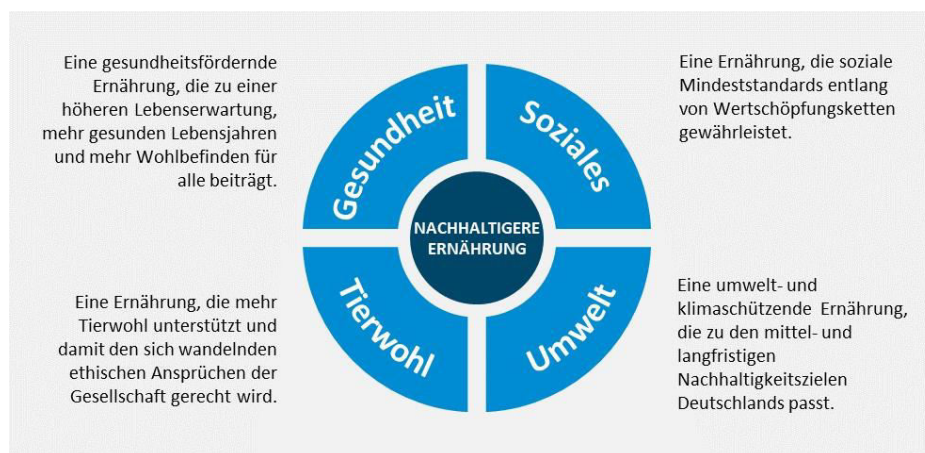 Eine gesundheitsfördernde
Ernährung, die zu einer
höheren Lebenserwartung,
mehr gesunden Lebensjahren
und mehr Wohlbefinden für
alle beiträgt.
Gesundheit
Soziales
Eine Ernährung, die soziale
Mindeststandards entlang
von Wertschöpfungsketten
gewährleistet.
NACHHALTIGERE
ERNÄHRUNG
Eine Ernährung, die mehr
Tierwohl unterstützt und
damit den sich wandelnden
ethischen Ansprüchen der
Gesellschaft gerecht wird.
Tierwohl
Umwelt
Eine umwelt- und
klimaschützende Ernährung,
die zu den mittel- und
langfristigen
Nachhaltigkeitszielen
Deutschlands passt.